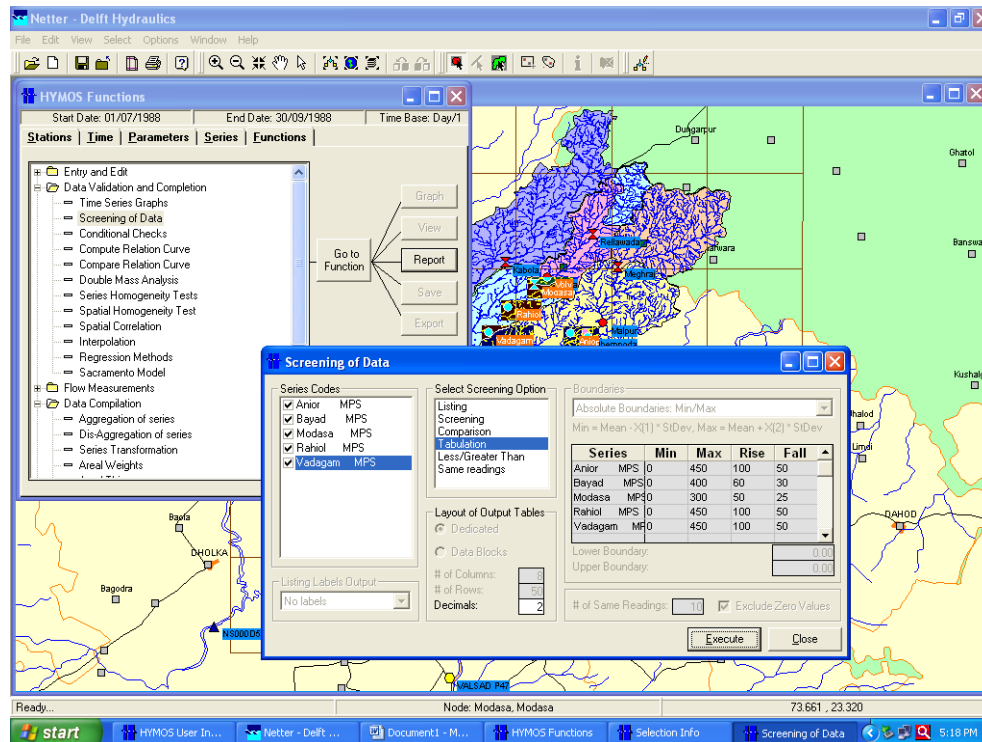 Netter - Delft Hydraulics
File Edit View Select Options Window Help
HYMOS Functions
Start Date: 01/07/1988 End Date: 30/09/1988 Time Base: Day/1
Stations Time Parameters Series Functions
Entry and Edit
Data Validation and Completion
Time Series Graphs
Screening of Data
Conditional Checks
Compute Relation Curve
Compare Relation Curve
Double Mass Analysis
Series Homogeneity Tests
Spatial Homogeneity Test
Spatial Correlation
Interpolation
Regression Methods
Sacramento Model
Flow Measurements
Data Compilation
Aggregation of series
Dis-Aggregation of series
Series Transformation
Areal Weights
Go to Function
Graph
View
Report
Save
Export
Dungarpur
Ghatol
Rellawada
Kabola
Meghraj
Volva
Modasa
Rahiol
Vadagam
Anior
Malpur
Limdi
DAHOD
Baola
DHOLKA
Bagodra
VALSAD P47
Screening of Data
Series Codes
Anior MPS
Bayad MPS
Modasa MPS
Rahiol MPS
Vadagam MPS
Listing Labels Output
No labels
Select Screening Option
Listing
Screening
Comparison
Tabulation
Less/Greater Than
Same readings
Layout of Output Tables
Dedicated
Data Blocks
# of Columns: 8
# of Rows: 50
Decimals: 2
Boundaries
Absolute Boundaries: Min/Max
Min = Mean - X(1) * StDev, Max = Mean + X(2) * StDev
Series Min Max Rise Fall
Anior MPS 0 450 100 50
Bayad MPS 0 400 60 30
Modasa MPS 0 300 50 25
Rahiol MPS 0 450 100 50
Vadagam MP 0 450 100 50
Lower Boundary: 0.00
Upper Boundary: 0.00
# of Same Readings: 10 Exclude Zero Values
Execute Close
Ready... Node: Modasa, Modasa 73.661 , 23.320
start HYMOS User In... Netter - Delft ... Document1 - M... HYMOS Functions Selection Info Screening of Data 5:18 PM